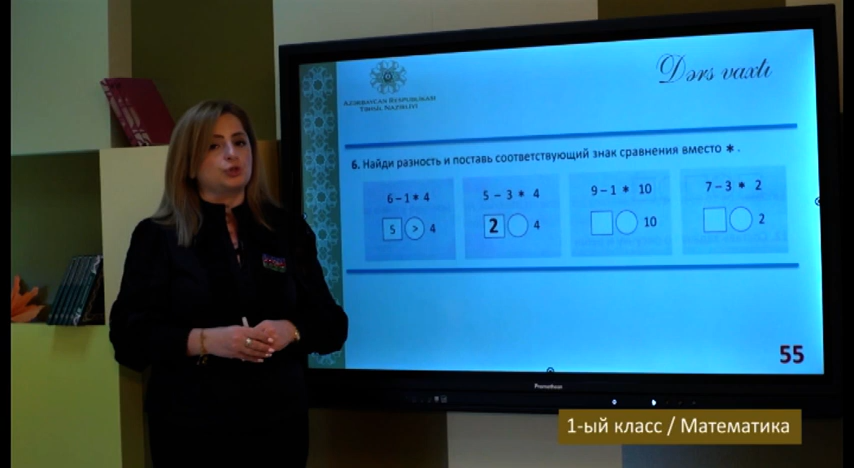 Dərs vaxtı
AZƏRBAYCAN RESPUBLİKASI
TƏHSİL NAZİRLİYİ
6. Найди разность и поставь соответствующий знак сравнения вместо * .
6 – 1 * 4
5 – 3 * 4
9 – 1 * 10
7 – 3 * 2
5 > 4
2 4
10
2
55
Promethean
1-ый класс / Математика